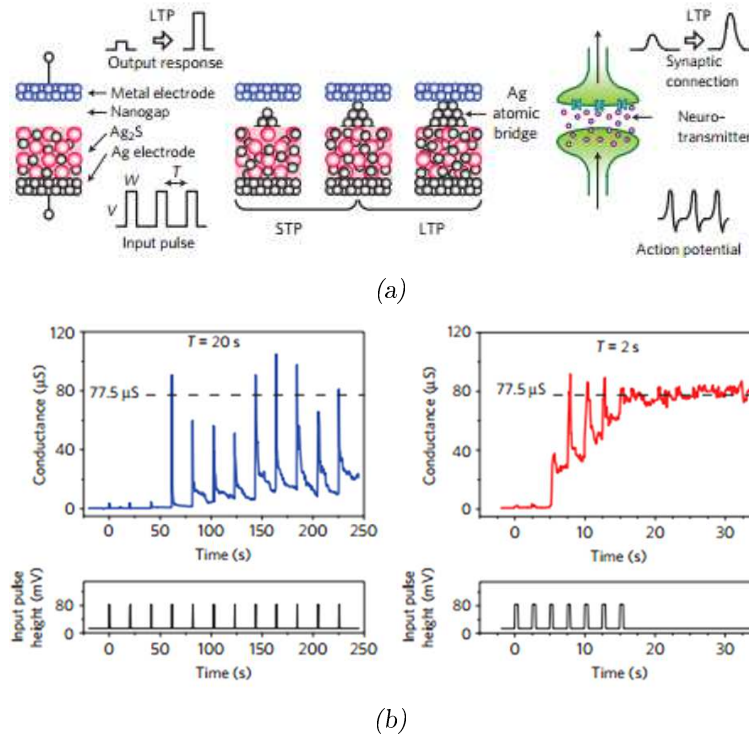 LTP
Output response
Metal electrode
Nanogap
Ag2S
Ag electrode
W
T
V
Input pulse
STP
LTP
Ag
atomic
bridge
LTP
Synaptic
connection
Neuro-
transmitter
Action potential
(a)
120
80
40
0
Conductance (µS)
T = 20 s
77.5 µS
0 50 100 150 200 250
Time (s)
Input pulse
height (mV)
80
0
0 50 100 150 200 250
Time (s)
120
80
40
0
Conductance (µS)
T = 2 s
77.5 µS
0 10 20 30
Time (s)
Input pulse
height (mV)
80
0
0 10 20 30
Time (s)
(b)